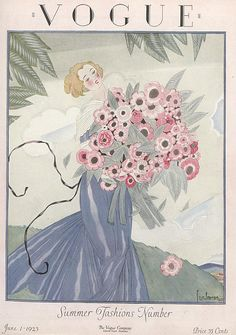 VOGUE
Summer Fashions Number
June 1-1923
The Vogue Company
Price 35 Cents